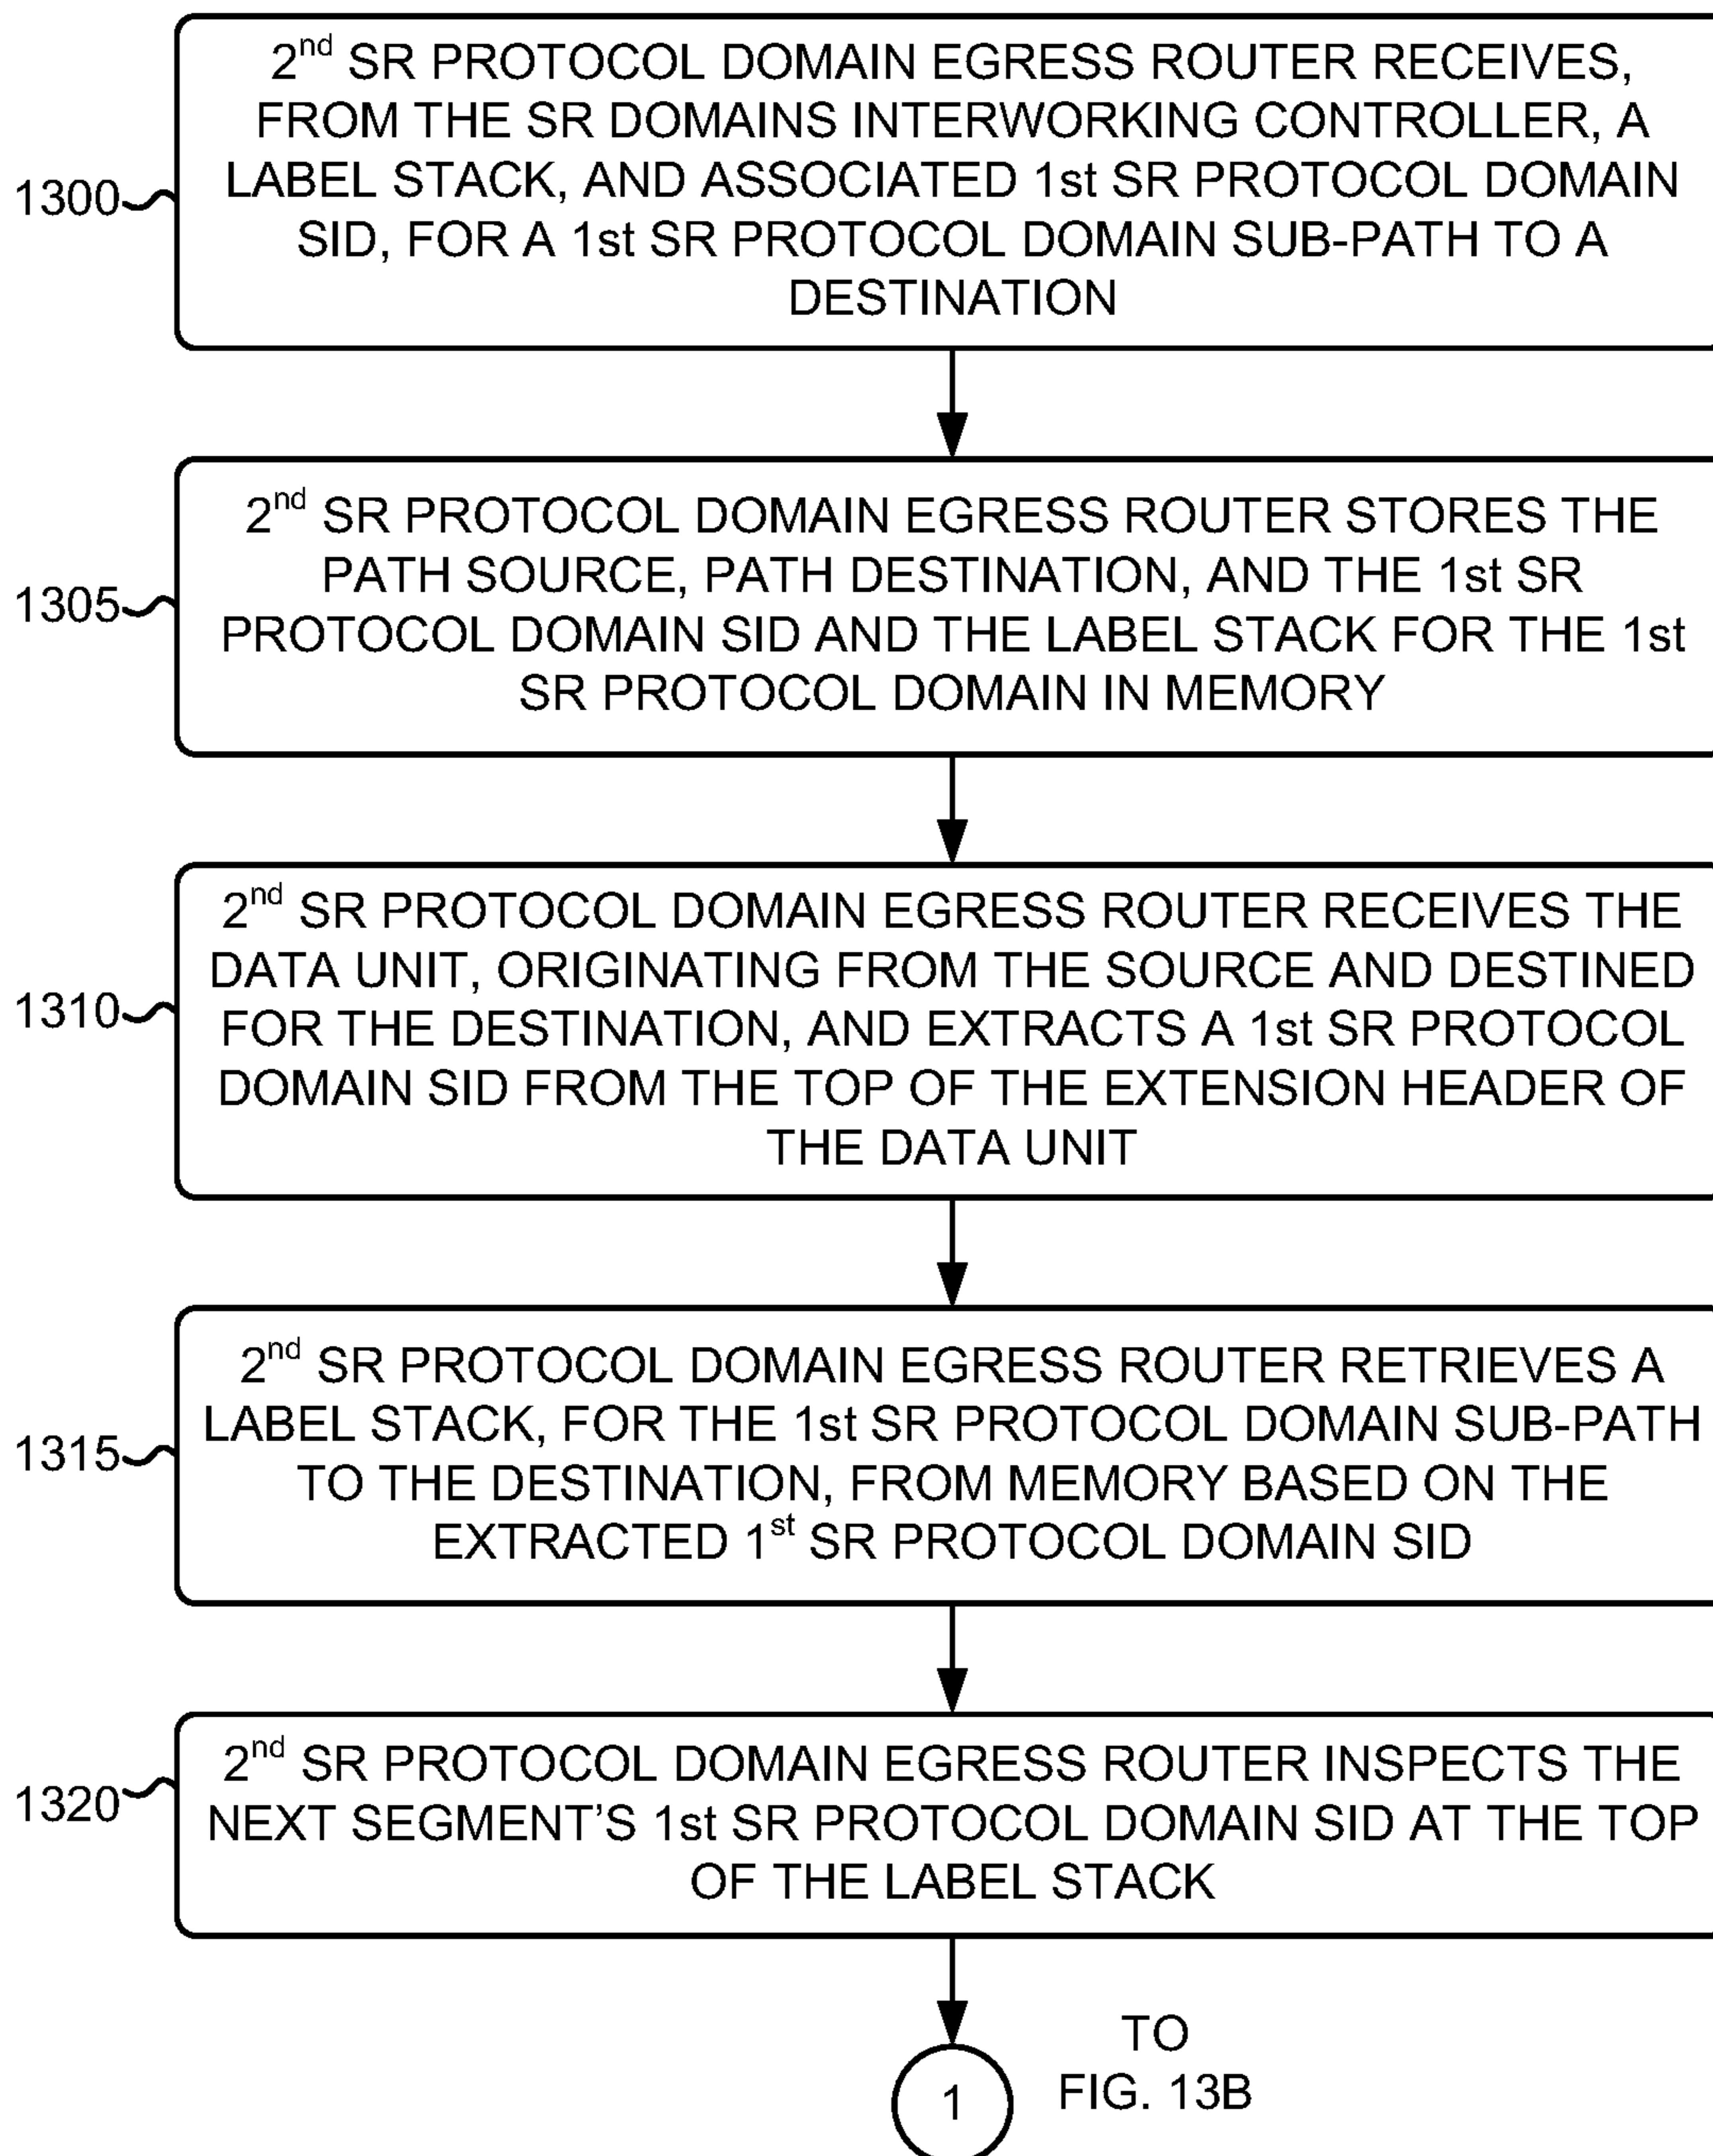 2nd SR PROTOCOL DOMAIN EGRESS ROUTER RECEIVES,
FROM THE SR DOMAINS INTERWORKING CONTROLLER, A
LABEL STACK, AND ASSOCIATED 1st SR PROTOCOL DOMAIN
SID, FOR A 1st SR PROTOCOL DOMAIN SUB-PATH TO A
DESTINATION
1300
2nd SR PROTOCOL DOMAIN EGRESS ROUTER STORES THE
PATH SOURCE, PATH DESTINATION, AND THE 1st SR
PROTOCOL DOMAIN SID AND THE LABEL STACK FOR THE 1st
SR PROTOCOL DOMAIN IN MEMORY
1305
2nd SR PROTOCOL DOMAIN EGRESS ROUTER RECEIVES THE
DATA UNIT, ORIGINATING FROM THE SOURCE AND DESTINED
FOR THE DESTINATION, AND EXTRACTS A 1st SR PROTOCOL
DOMAIN SID FROM THE TOP OF THE EXTENSION HEADER OF
THE DATA UNIT
1310
2nd SR PROTOCOL DOMAIN EGRESS ROUTER RETRIEVES A
LABEL STACK, FOR THE 1st SR PROTOCOL DOMAIN SUB-PATH
TO THE DESTINATION, FROM MEMORY BASED ON THE
EXTRACTED 1st SR PROTOCOL DOMAIN SID
1315
2nd SR PROTOCOL DOMAIN EGRESS ROUTER INSPECTS THE
NEXT SEGMENT'S 1st SR PROTOCOL DOMAIN SID AT THE TOP
OF THE LABEL STACK
1320
1
TO
FIG. 13B